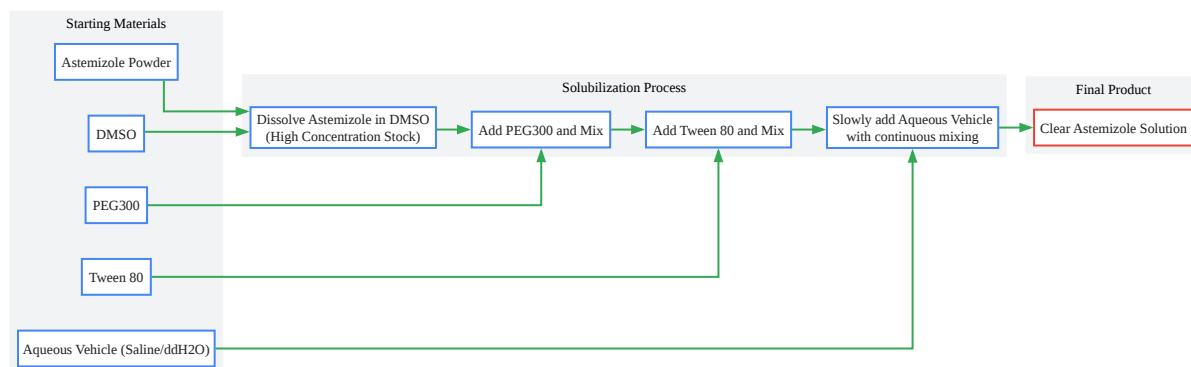 Starting Materials
Astemizole Powder
DMSO
PEG300
Tween 80
Aqueous Vehicle (Saline/ddH2O)
Solubilization Process
Dissolve Astemizole in DMSO
(High Concentration Stock)
Add PEG300 and Mix
Add Tween 80 and Mix
Slowly add Aqueous Vehicle
with continuous mixing
Final Product
Clear Astemizole Solution